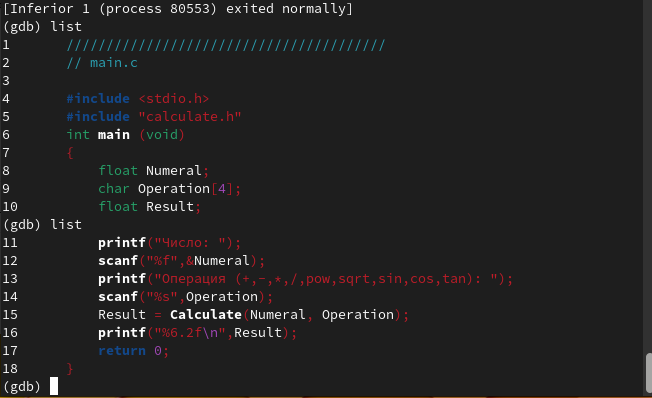 [Inferior 1 (process 80553) exited normally]
(gdb) list
1       ////////////////////////////////////////
2       // main.c
3
4       #include <stdio.h>
5       #include "calculate.h"
6       int main (void)
7       {
8           float Numeral;
9           char Operation[4];
10          float Result;
(gdb) list
11          printf("Число: ");
12          scanf("%f",&Numeral);
13          printf("Операция (+,-,*,/,pow,sqrt,sin,cos,tan): ");
14          scanf("%s",Operation);
15          Result = Calculate(Numeral, Operation);
16          printf("%6.2f\n",Result);
17          return 0;
18      }
(gdb)